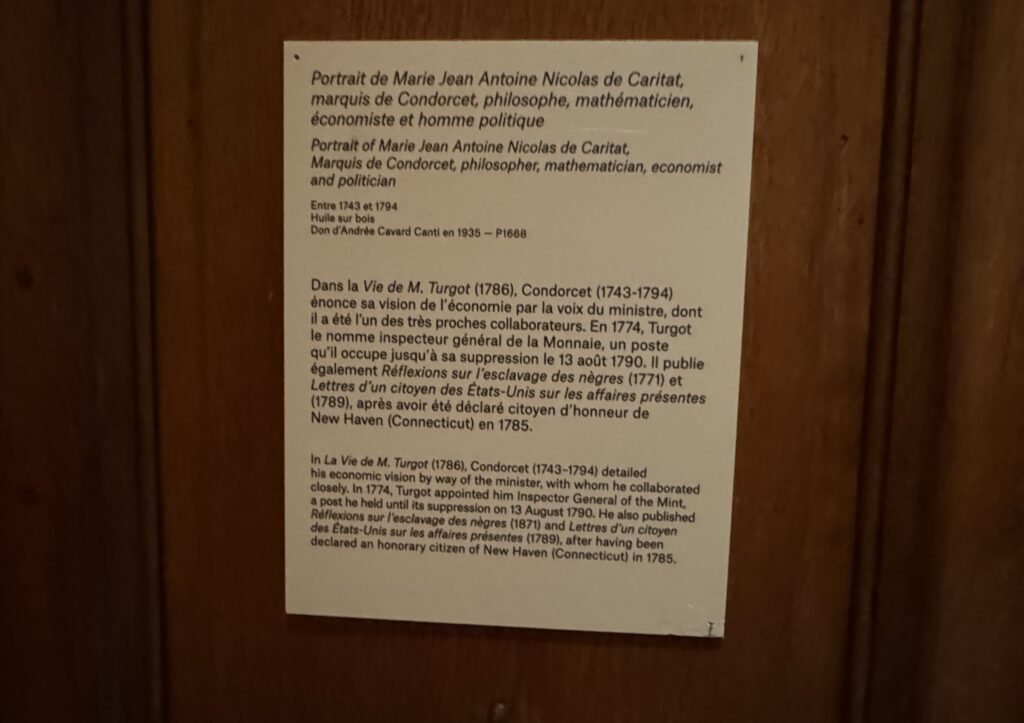 Portrait de Marie Jean Antoine Nicolas de Caritat,
marquis de Condorcet, philosophe, mathématicien,
économiste et homme politique
Portrait of Marie Jean Antoine Nicolas de Caritat,
Marquis de Condorcet, philosopher, mathematician, economist
and politician
Entre 1743 et 1794
Huile sur bois
Don d'Andrée Cavard Canti en 1935 — P1668
Dans la Vie de M. Turgot (1786), Condorcet (1743-1794)
énonce sa vision de l'économie par la voix du ministre, dont
il a été l'un des très proches collaborateurs. En 1774, Turgot
le nomme inspecteur général de la Monnaie, un poste
qu'il occupe jusqu'à sa suppression le 13 août 1790. Il publie
également Réflexions sur l'esclavage des nègres (1771) et
Lettres d'un citoyen des États-Unis sur les affaires présentes
(1789), après avoir été déclaré citoyen d'honneur de
New Haven (Connecticut) en 1785.
In La Vie de M. Turgot (1786), Condorcet (1743–1794) detailed
his economic vision by way of the minister, with whom he collaborated
closely. In 1774, Turgot appointed him Inspector General of the Mint,
a post he held until its suppression on 13 August 1790. He also published
Réflexions sur l'esclavage des nègres (1871) and Lettres d'un citoyen
des États-Unis sur les affaires présentes (1789), after having been
declared an honorary citizen of New Haven (Connecticut) in 1785.